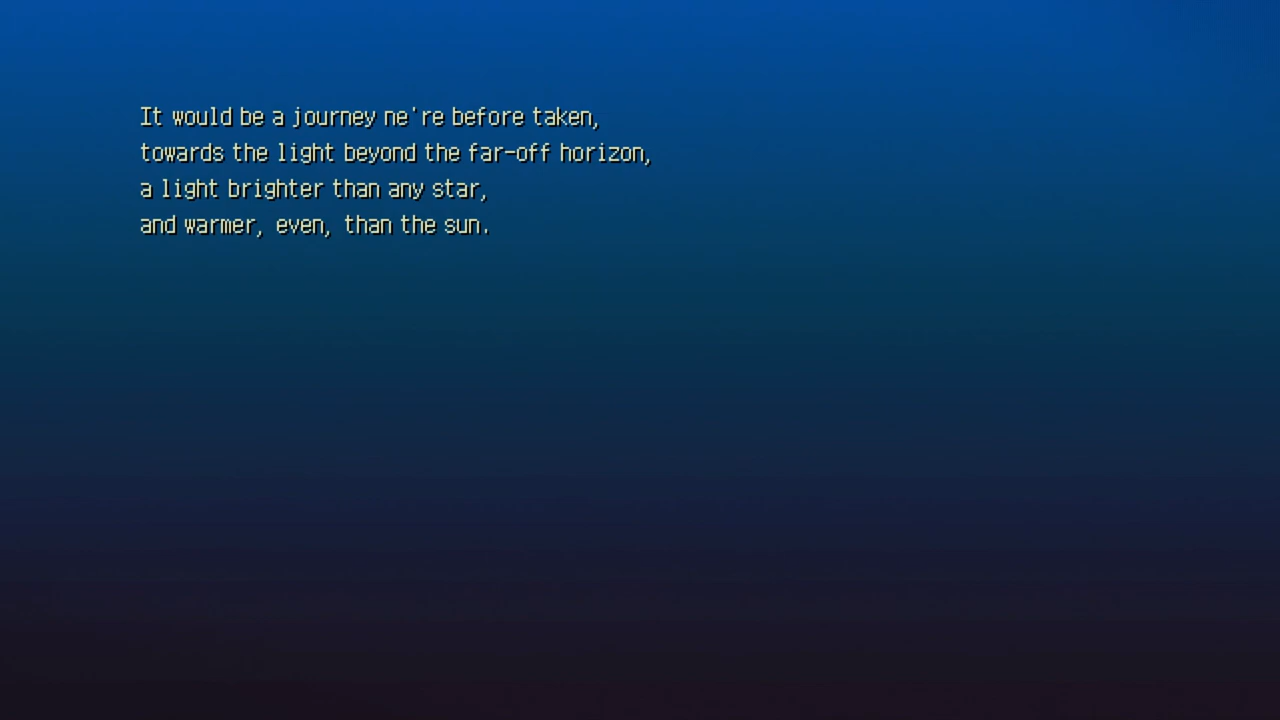 It would be a journey ne're before taken,
towards the light beyond the far-off horizon,
a light brighter than any star,
and warmer, even, than the sun.